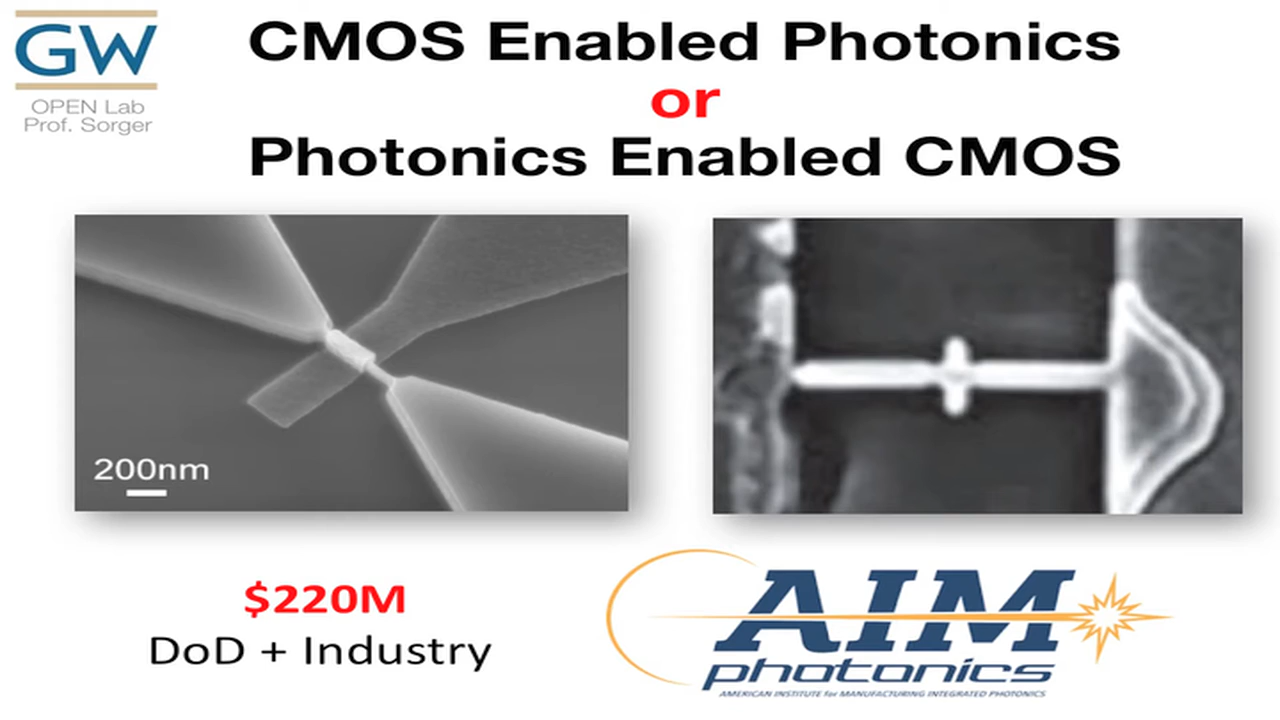 GW
OPEN Lab
Prof. Sorger
CMOS Enabled Photonics
or
Photonics Enabled CMOS
200nm
$220M
DoD + Industry
AIM
photonics
AMERICAN INSTITUTE for MANUFACTURING INTEGRATED PHOTONICS